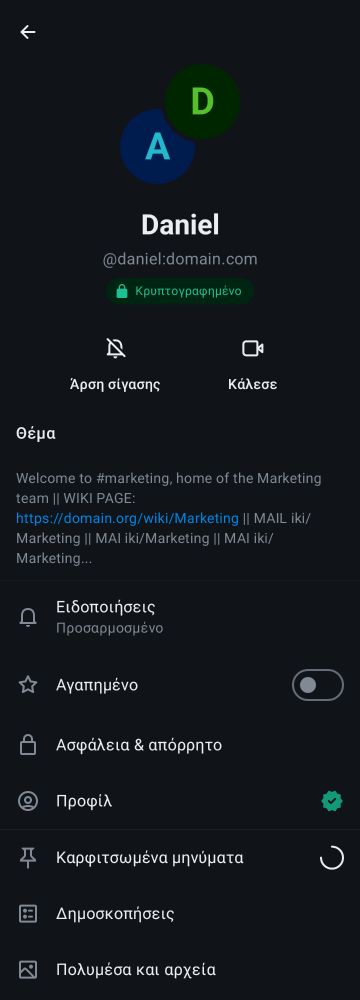 D
A
Daniel
@daniel:domain.com
Κρυπτογραφημένο
Άρση σίγασης
Κάλεσε
Θέμα
Welcome to #marketing, home of the Marketing
team || WIKI PAGE:
https://domain.org/wiki/Marketing || MAIL iki/
Marketing || MAI iki/Marketing || MAI iki/
Marketing...
Ειδοποιήσεις
Προσαρμοσμένο
Αγαπημένο
Ασφάλεια & απόρρητο
Προφίλ
Καρφιτσωμένα μηνύματα
Δημοσκοπήσεις
Πολυμέσα και αρχεία